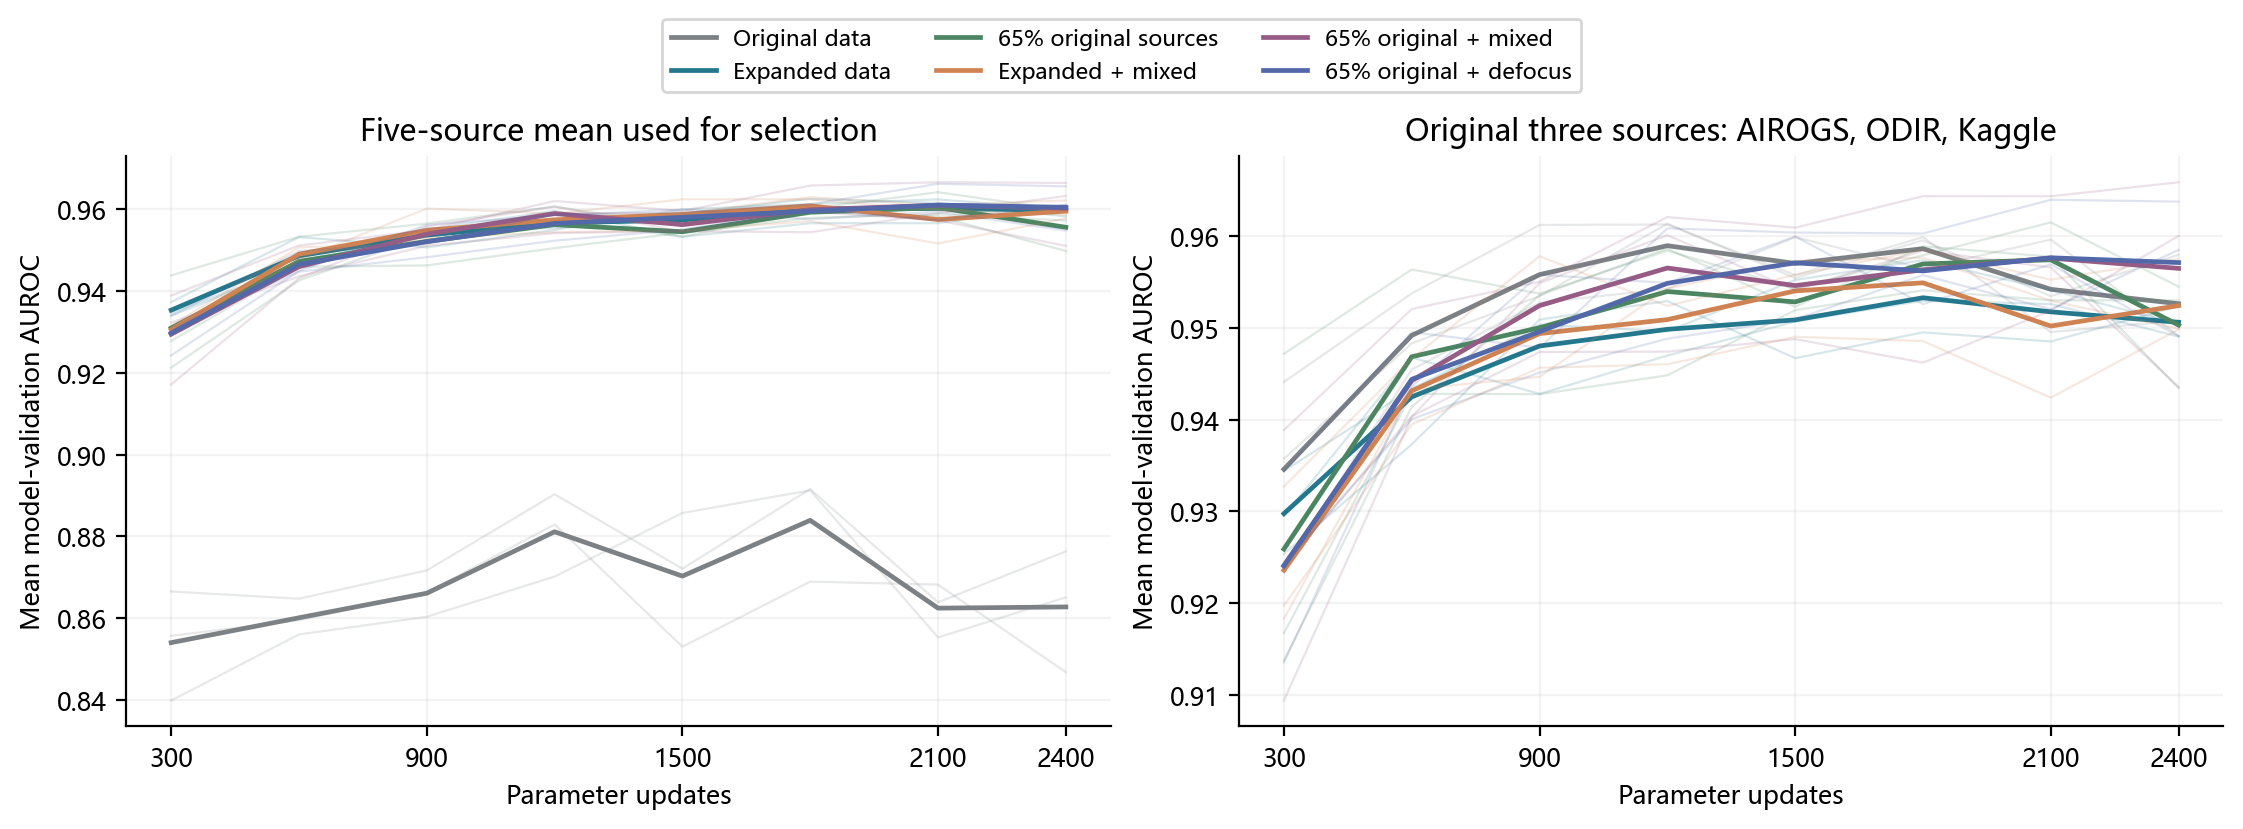 Original data
Expanded data
65% original sources
Expanded + mixed
65% original + mixed
65% original + defocus
Five-source mean used for selection
Mean model-validation AUROC
0.96
0.94
0.92
0.90
0.88
0.86
0.84
300
900
1500
2100
2400
Parameter updates
Original three sources: AIROGS, ODIR, Kaggle
Mean model-validation AUROC
0.96
0.95
0.94
0.93
0.92
0.91
300
900
1500
2100
2400
Parameter updates